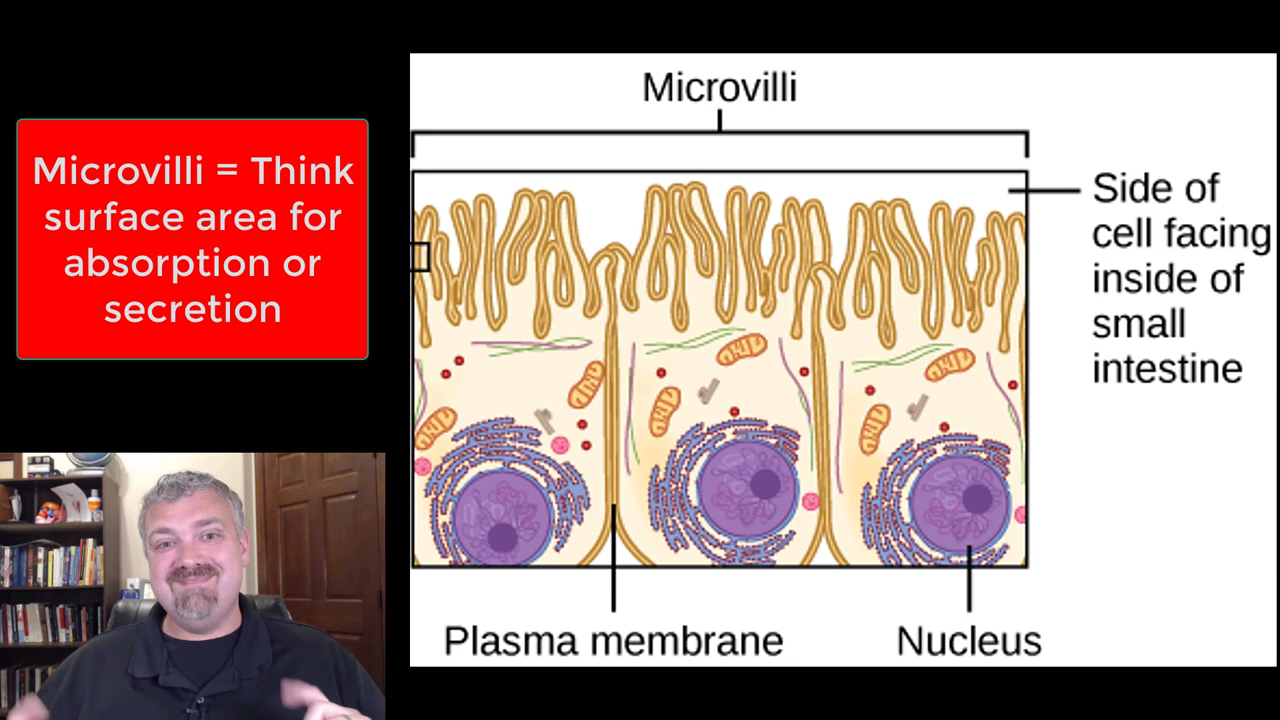 Microvilli = Think
surface area for
absorption or
secretion
Microvilli
Side of
cell facing
inside of
small
intestine
Plasma membrane
Nucleus